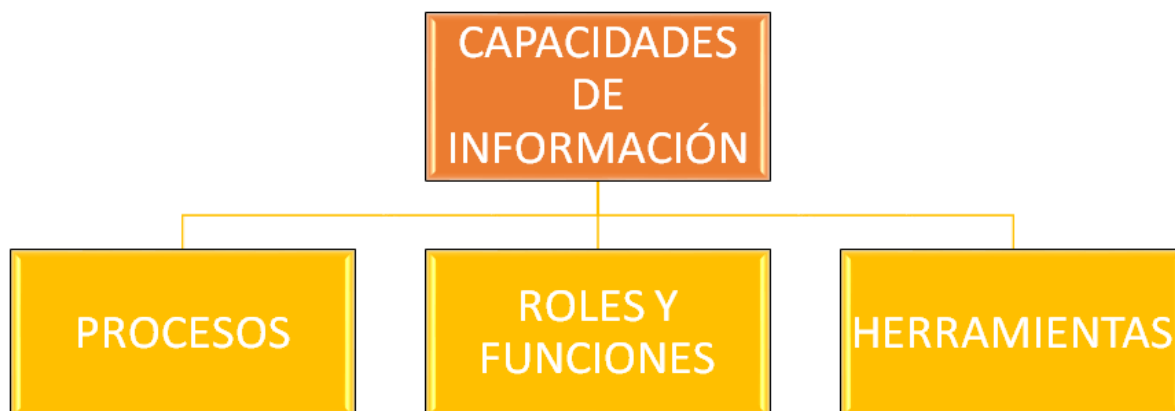 CAPACIDADES
DE
INFORMACIÓN
PROCESOS
ROLES Y
FUNCIONES
HERRAMIENTAS